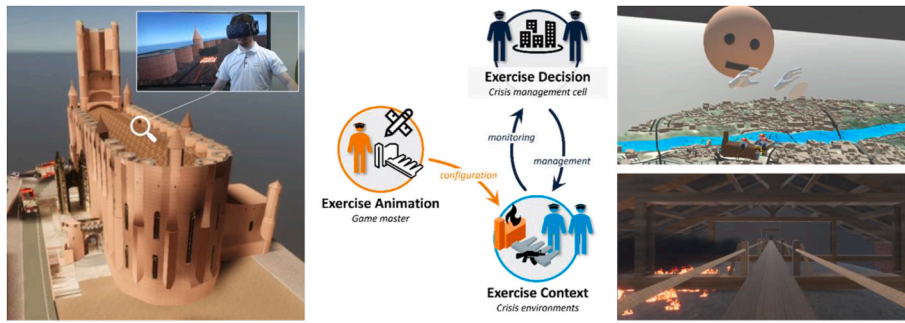 Exercise Decision
Crisis management cell
monitoring
management
configuration
Exercise Animation
Game master
Exercise Context
Crisis environments